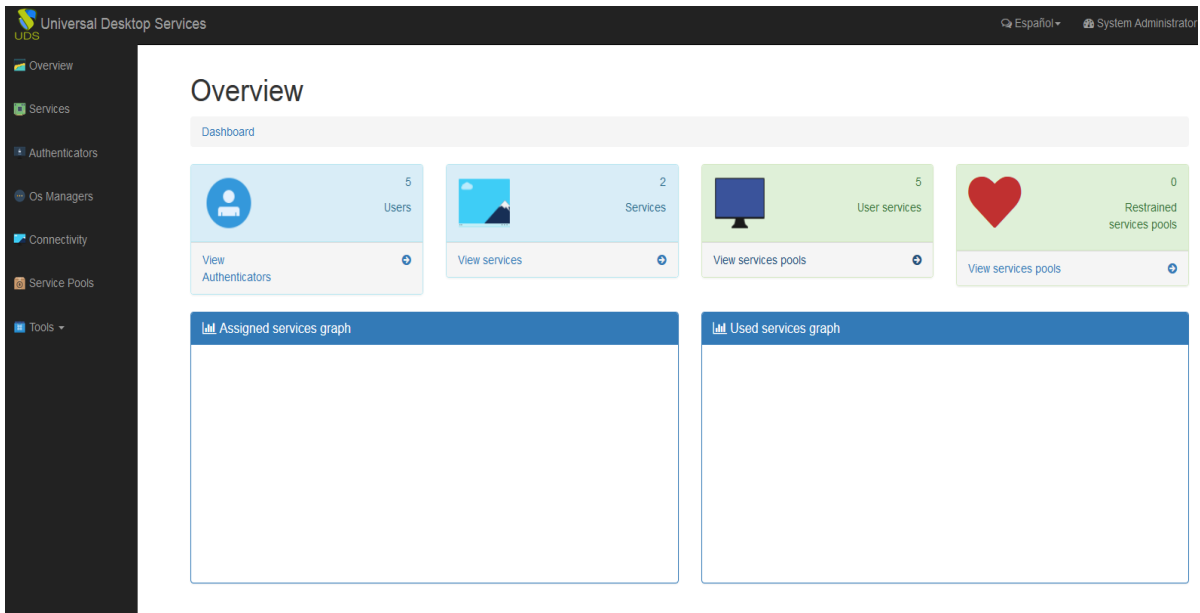 UDS
Universal Desktop Services
Español
System Administrator
Overview
Services
Authenticators
Os Managers
Connectivity
Service Pools
Tools
Overview
Dashboard
5
Users
View
Authenticators
2
Services
View services
5
User services
View services pools
0
Restrained
services pools
View services pools
Assigned services graph
Used services graph